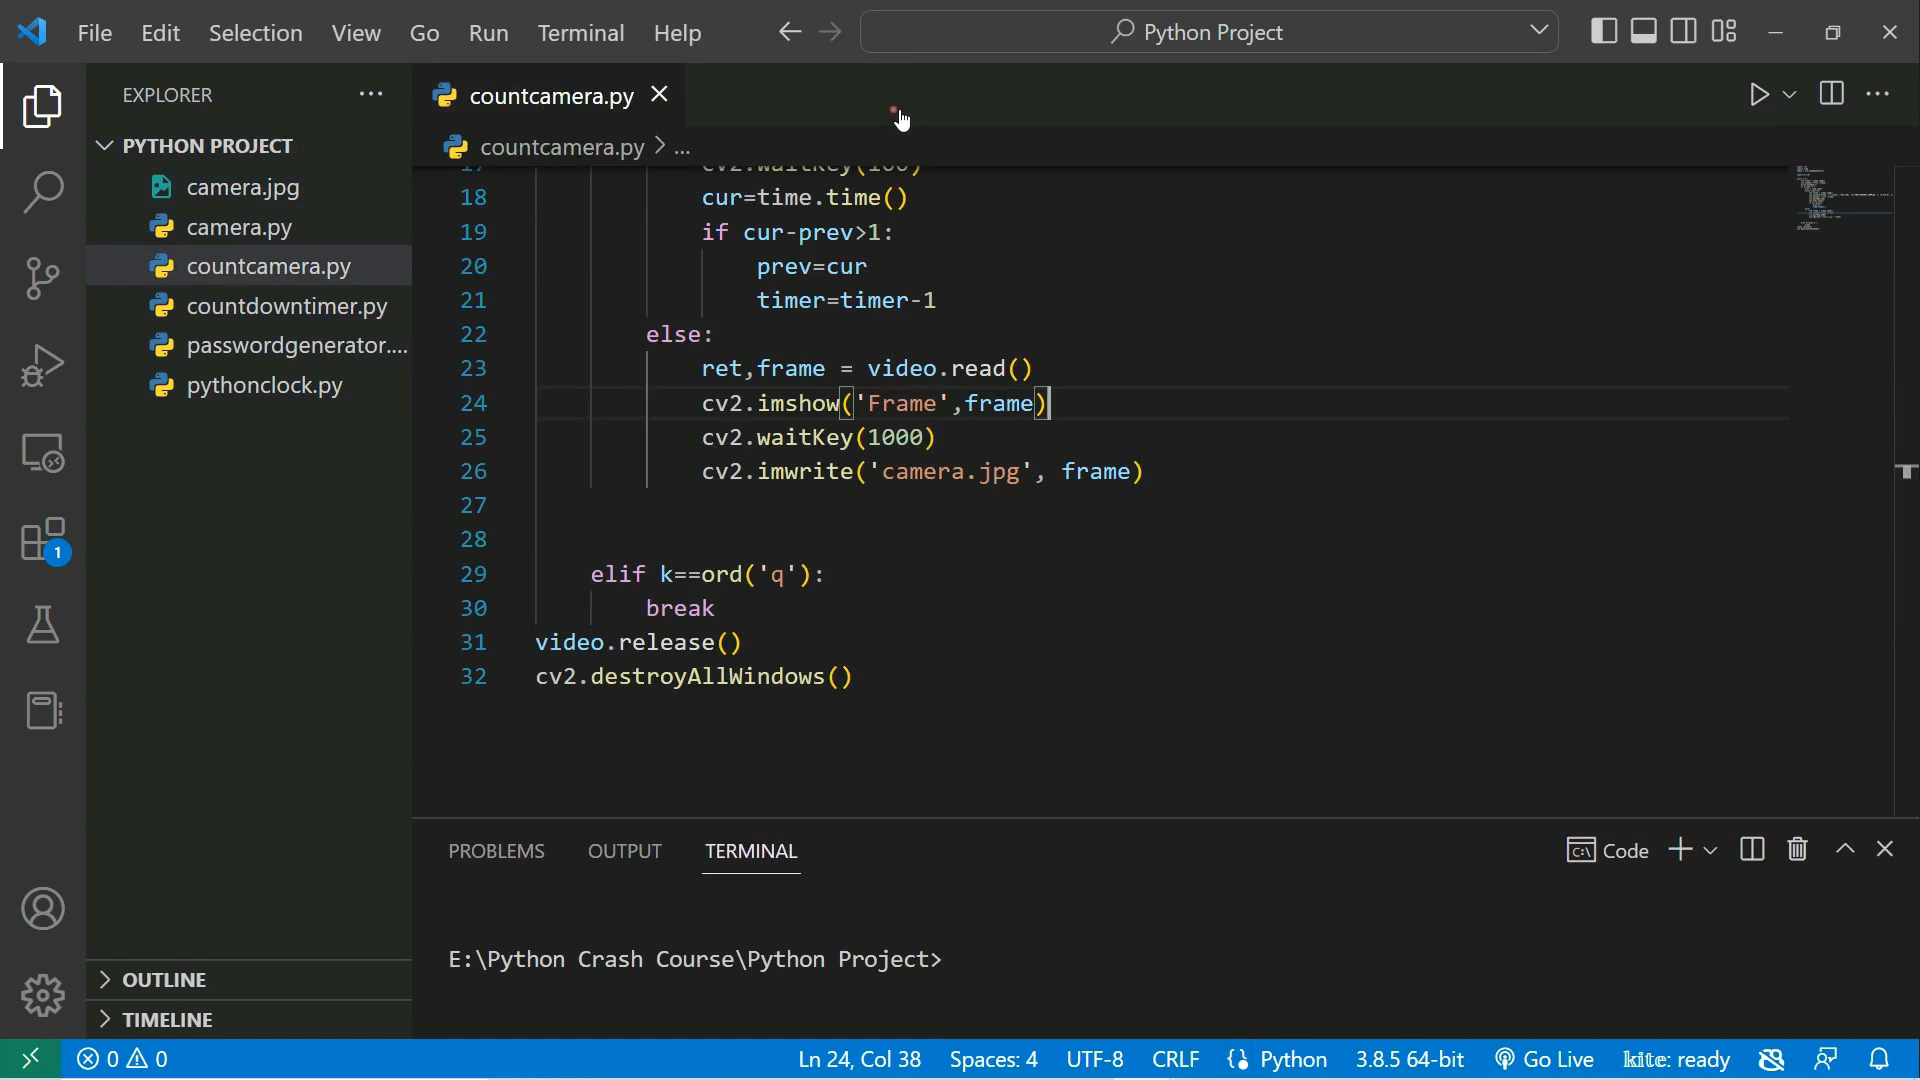 File Edit Selection View Go Run Terminal Help
Python Project
EXPLORER
PYTHON PROJECT
camera.jpg
camera.py
countcamera.py
countdowntimer.py
passwordgenerator....
pythonclock.py
OUTLINE
TIMELINE
1
countcamera.py
countcamera.py > ...
17 cv2.waitKey(100)
18 cur=time.time()
19 if cur-prev>1:
20 prev=cur
21 timer=timer-1
22 else:
23 ret,frame = video.read()
24 cv2.imshow('Frame',frame)
25 cv2.waitKey(1000)
26 cv2.imwrite('camera.jpg', frame)
27
28
29 elif k==ord('q'):
30 break
31 video.release()
32 cv2.destroyAllWindows()
PROBLEMS OUTPUT TERMINAL
Code
E:\Python Crash Course\Python Project>
0 0 Ln 24, Col 38 Spaces: 4 UTF-8 CRLF {} Python 3.8.5 64-bit Go Live kite: ready